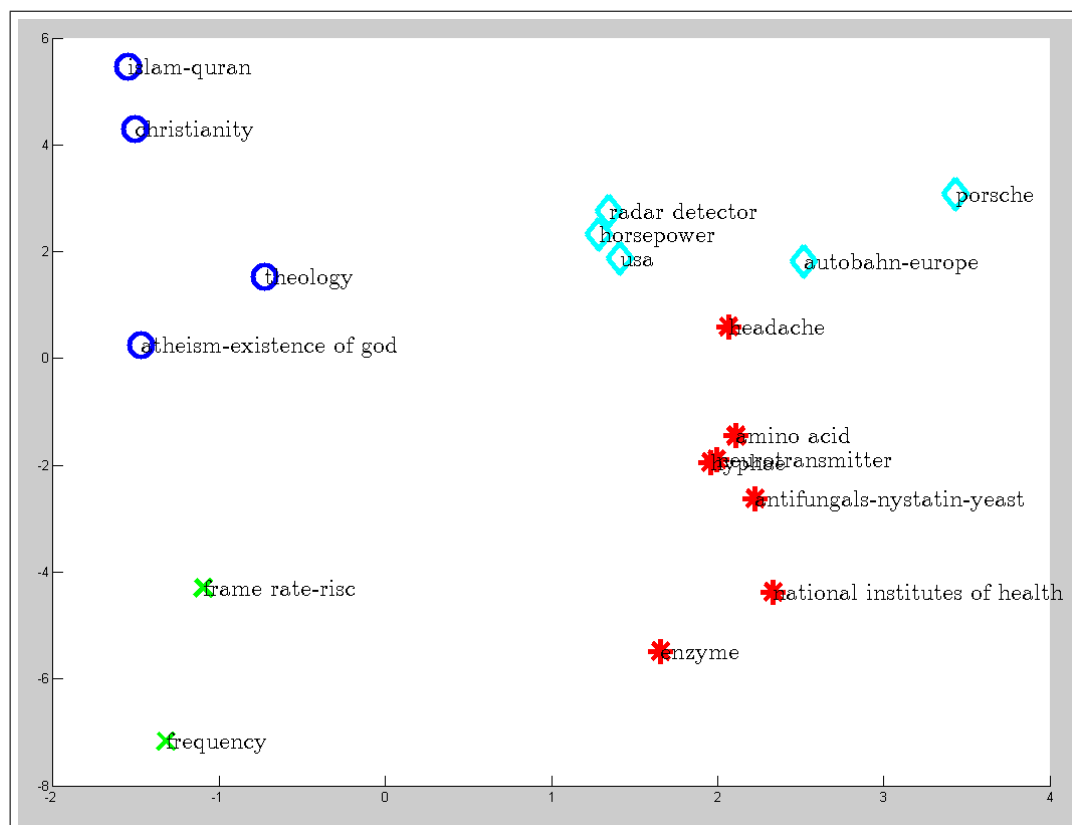 6
islam-quran
christianity
4
porsche
radar detector
horsepower
2
usa
autobahn-europe
theology
headache
atheism-existence of god
0
amino acid
neurotransmitter
hyphae
-2
antifungals-nystatin-yeast
-4
frame rate-risc
national institutes of health
enzyme
-6
frequency
-8
-2 -1 0 1 2 3 4